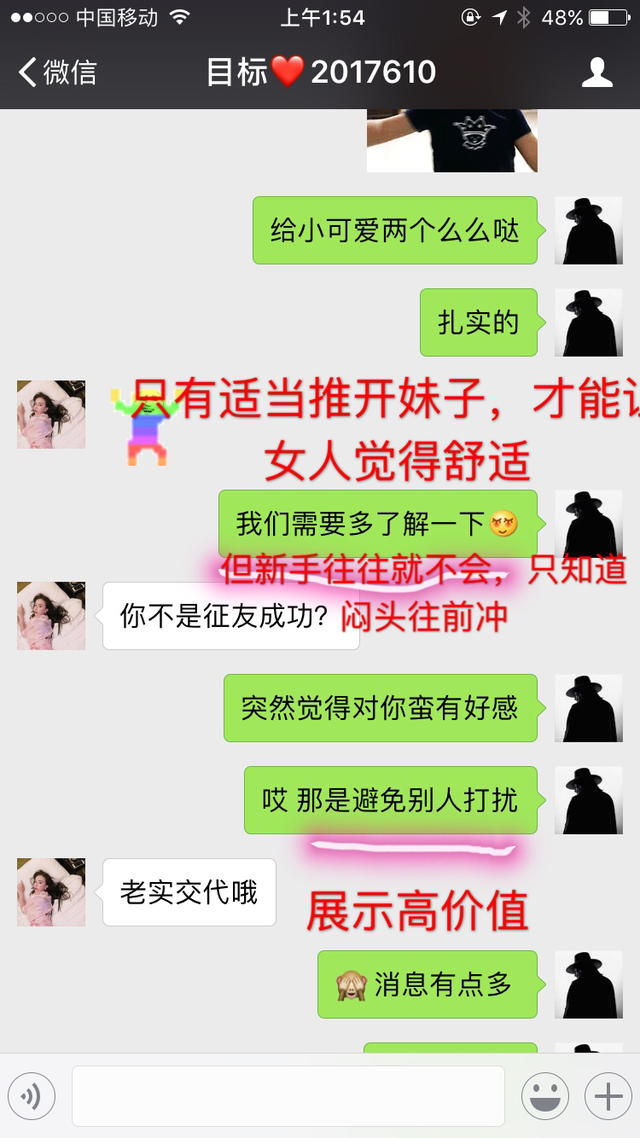 中国移动
上午1:54
48%
微信
目标❤️2017610
给小可爱两个么么哒
扎实的
只有适当推开妹子，才能让
女人觉得舒适
我们需要多了解一下😍
但新手往往就不会，只知道
你不是征友成功？
闷头往前冲
突然觉得对你蛮有好感
哎 那是避免别人打扰
老实交代哦
展示高价值
🙈消息有点多